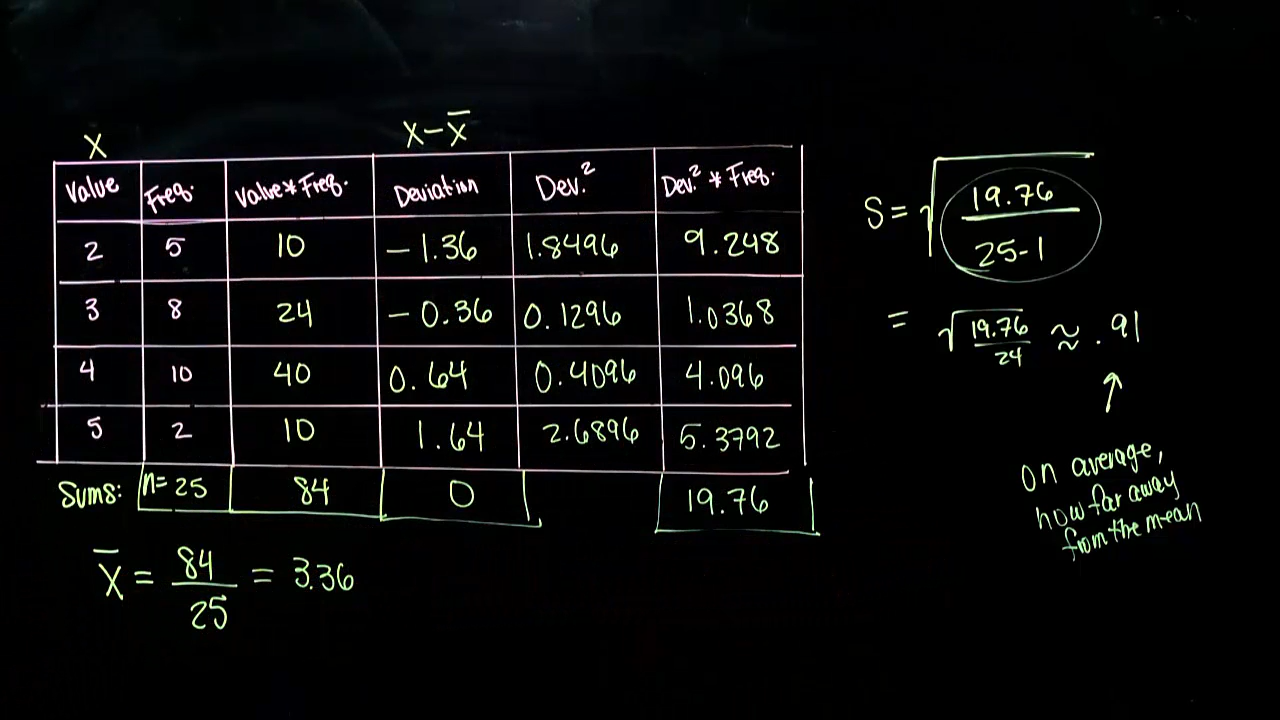 X X-X̅
Value Freq. Value*Freq. Deviation Dev.² Dev.² * Freq.
2 5 10 -1.36 1.8496 9.248
3 8 24 -0.36 0.1296 1.0368
4 10 40 0.64 0.4096 4.096
5 2 10 1.64 2.6896 5.3792
Sums: n=25 84 0 19.76
X̅ = 84/25 = 3.36
S = √(19.76/25-1)
= √(19.76/24) ≈ .91
↑
on average,
how far away
from the mean